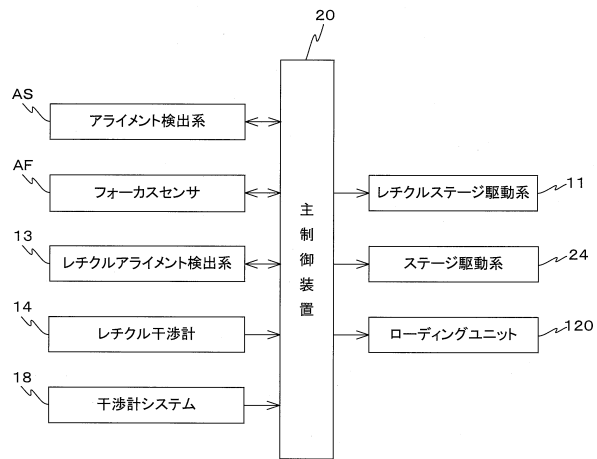 20
AS
アライメント検出系
AF
フォーカスセンサ
13
レチクルアライメント検出系
14
レチクル干渉計
18
干渉計システム
主制御装置
レチクルステージ駆動系
11
ステージ駆動系
24
ローディングユニット
120